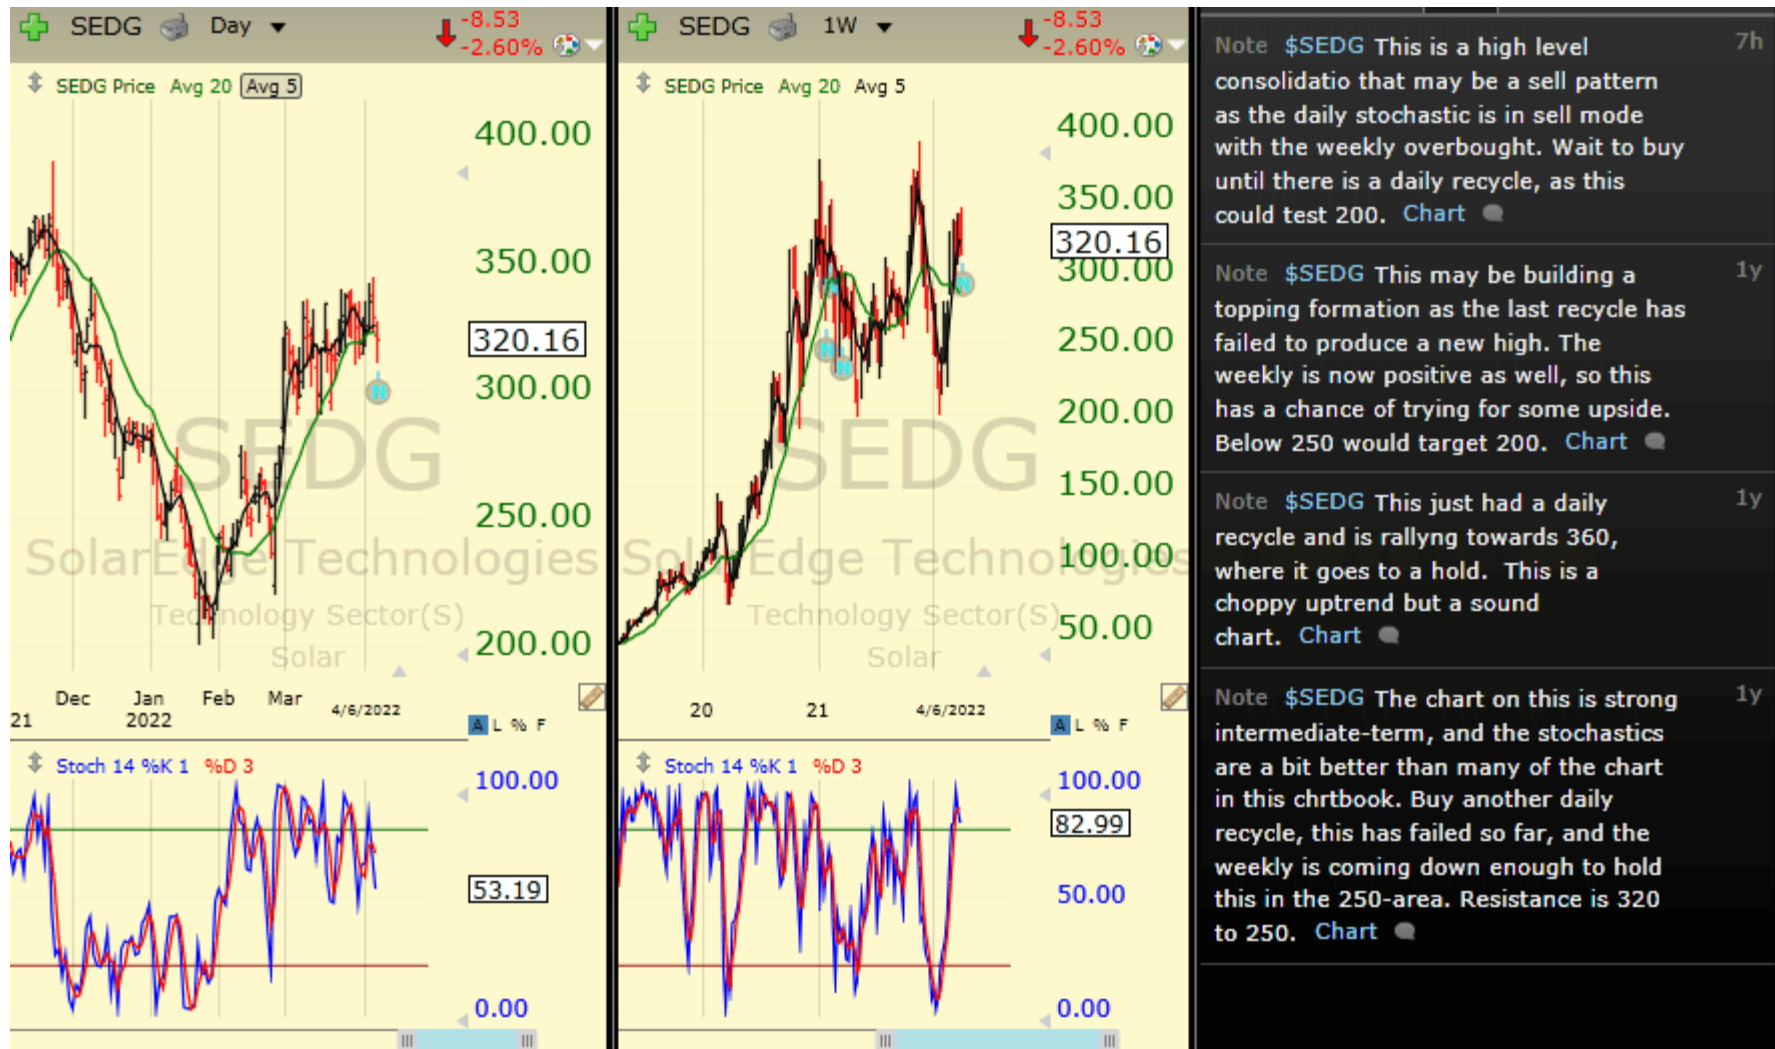 SEDG Day
-8.53
-2.60%
SEDG Price Avg 20 Avg 5
400.00
350.00
320.16
300.00
250.00
200.00
SEDG
SolarEdge Technologies
Technology Sector(S)
Solar
Dec Jan Feb Mar 4/6/2022
21 2022
A L % F
Stoch 14 %K 1 %D 3
100.00
53.19
0.00
SEDG 1W
-8.53
-2.60%
SEDG Price Avg 20 Avg 5
400.00
350.00
320.16
300.00
250.00
200.00
150.00
100.00
50.00
SEDG
SolarEdge Technologies
Technology Sector(S)
Solar
20 21 4/6/2022
A L % F
Stoch 14 %K 1 %D 3
100.00
82.99
50.00
0.00
N
N
N
N
N
Note $SEDG This is a high level 7h
consolidatio that may be a sell pattern
as the daily stochastic is in sell mode
with the weekly overbought. Wait to buy
until there is a daily recycle, as this
could test 200. Chart
Note $SEDG This may be building a 1y
topping formation as the last recycle has
failed to produce a new high. The
weekly is now positive as well, so this
has a chance of trying for some upside.
Below 250 would target 200. Chart
Note $SEDG This just had a daily 1y
recycle and is rallyng towards 360,
where it goes to a hold. This is a
choppy uptrend but a sound
chart. Chart
Note $SEDG The chart on this is strong 1y
intermediate-term, and the stochastics
are a bit better than many of the chart
in this chrtbook. Buy another daily
recycle, this has failed so far, and the
weekly is coming down enough to hold
this in the 250-area. Resistance is 320
to 250. Chart